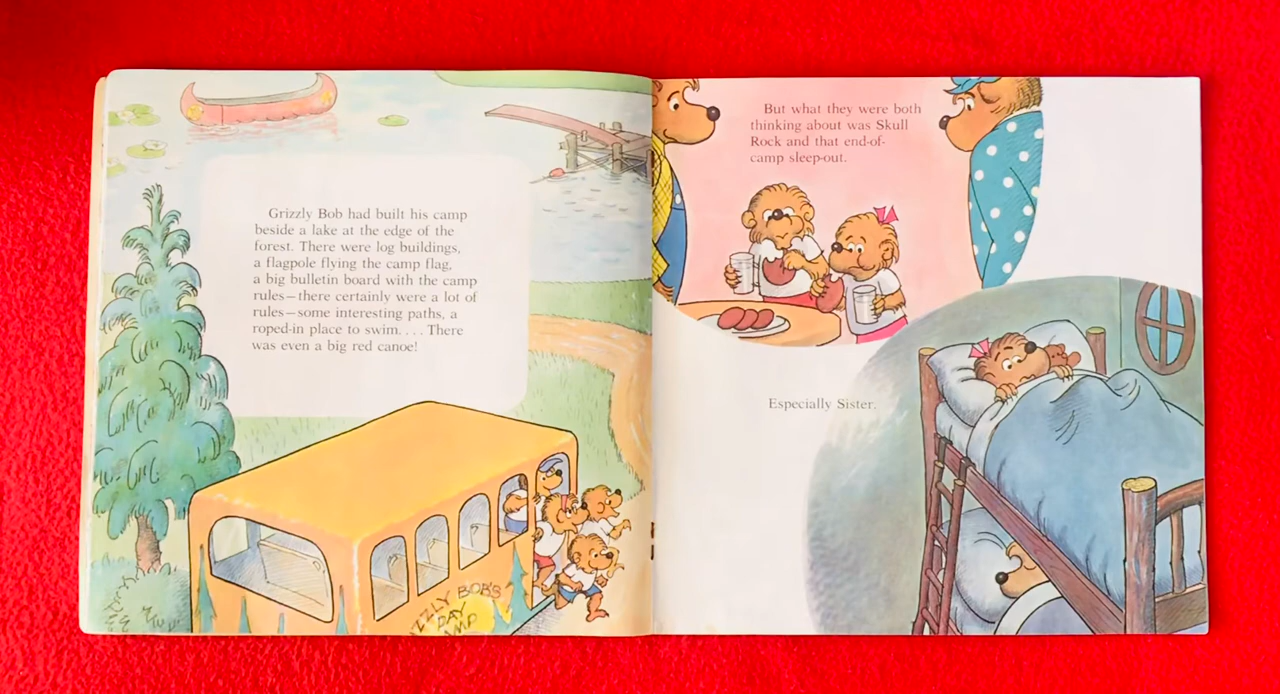 Grizzly Bob had built his camp
beside a lake at the edge of the
forest. There were log buildings,
a flagpole flying the camp flag,
a big bulletin board with the camp
rules—there certainly were a lot of
rules—some interesting paths, a
roped-in place to swim. . . . There
was even a big red canoe!
ZZLY BOB'S
DAY
MP
But what they were both
thinking about was Skull
Rock and that end-of-
camp sleep-out.
Especially Sister.